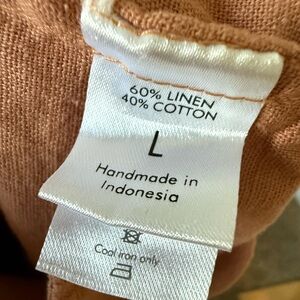 60% LINEN
40% COTTON
L
Handmade in
Indonesia
Cool iron only